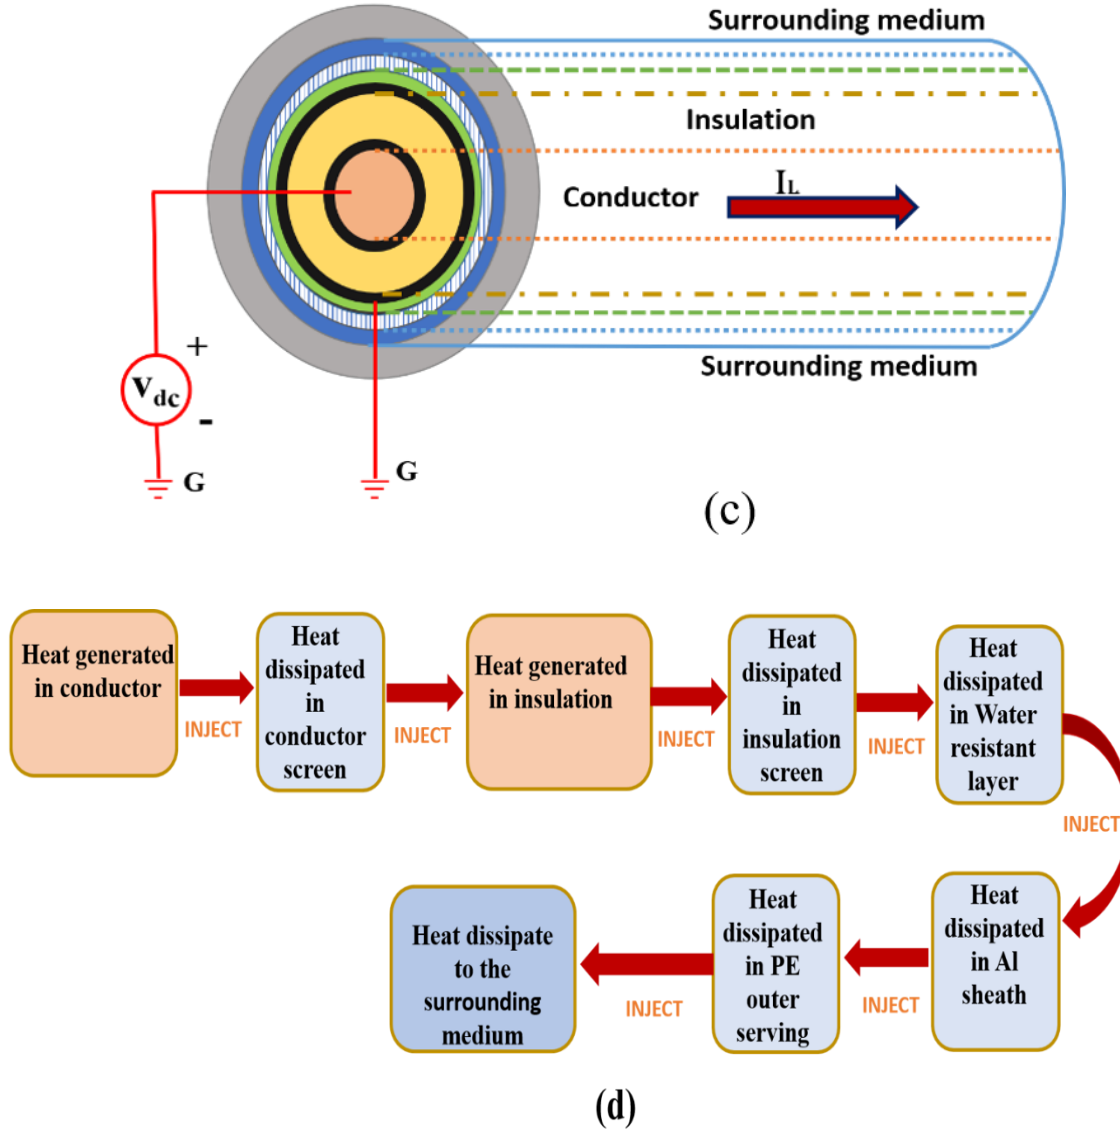 Surrounding medium
Insulation
Conductor
IL
+
Vdc
-
G
G
Surrounding medium
(c)
Heat generated
in conductor
INJECT
Heat
dissipated
in
conductor
screen
INJECT
Heat generated
in insulation
INJECT
Heat
dissipated
in
insulation
screen
INJECT
Heat
dissipated
in Water
resistant
layer
INJECT
Heat
dissipated
in Al
sheath
INJECT
Heat
dissipated
in PE
outer
serving
INJECT
Heat dissipate
to the
surrounding
medium
(d)